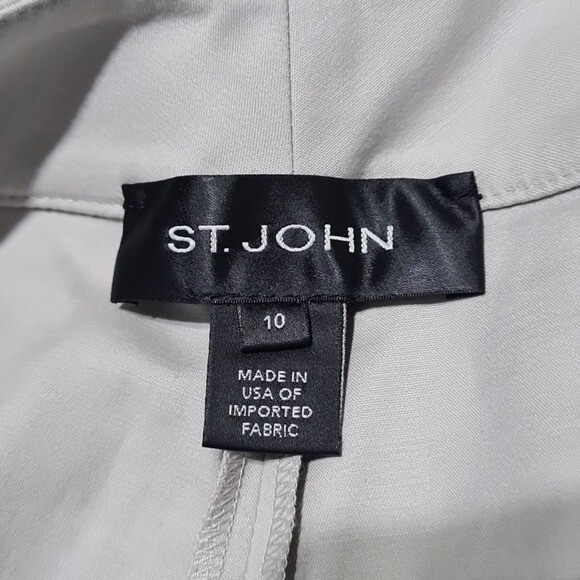 ST. JOHN
10
MADE IN
USA OF
IMPORTED
FABRIC